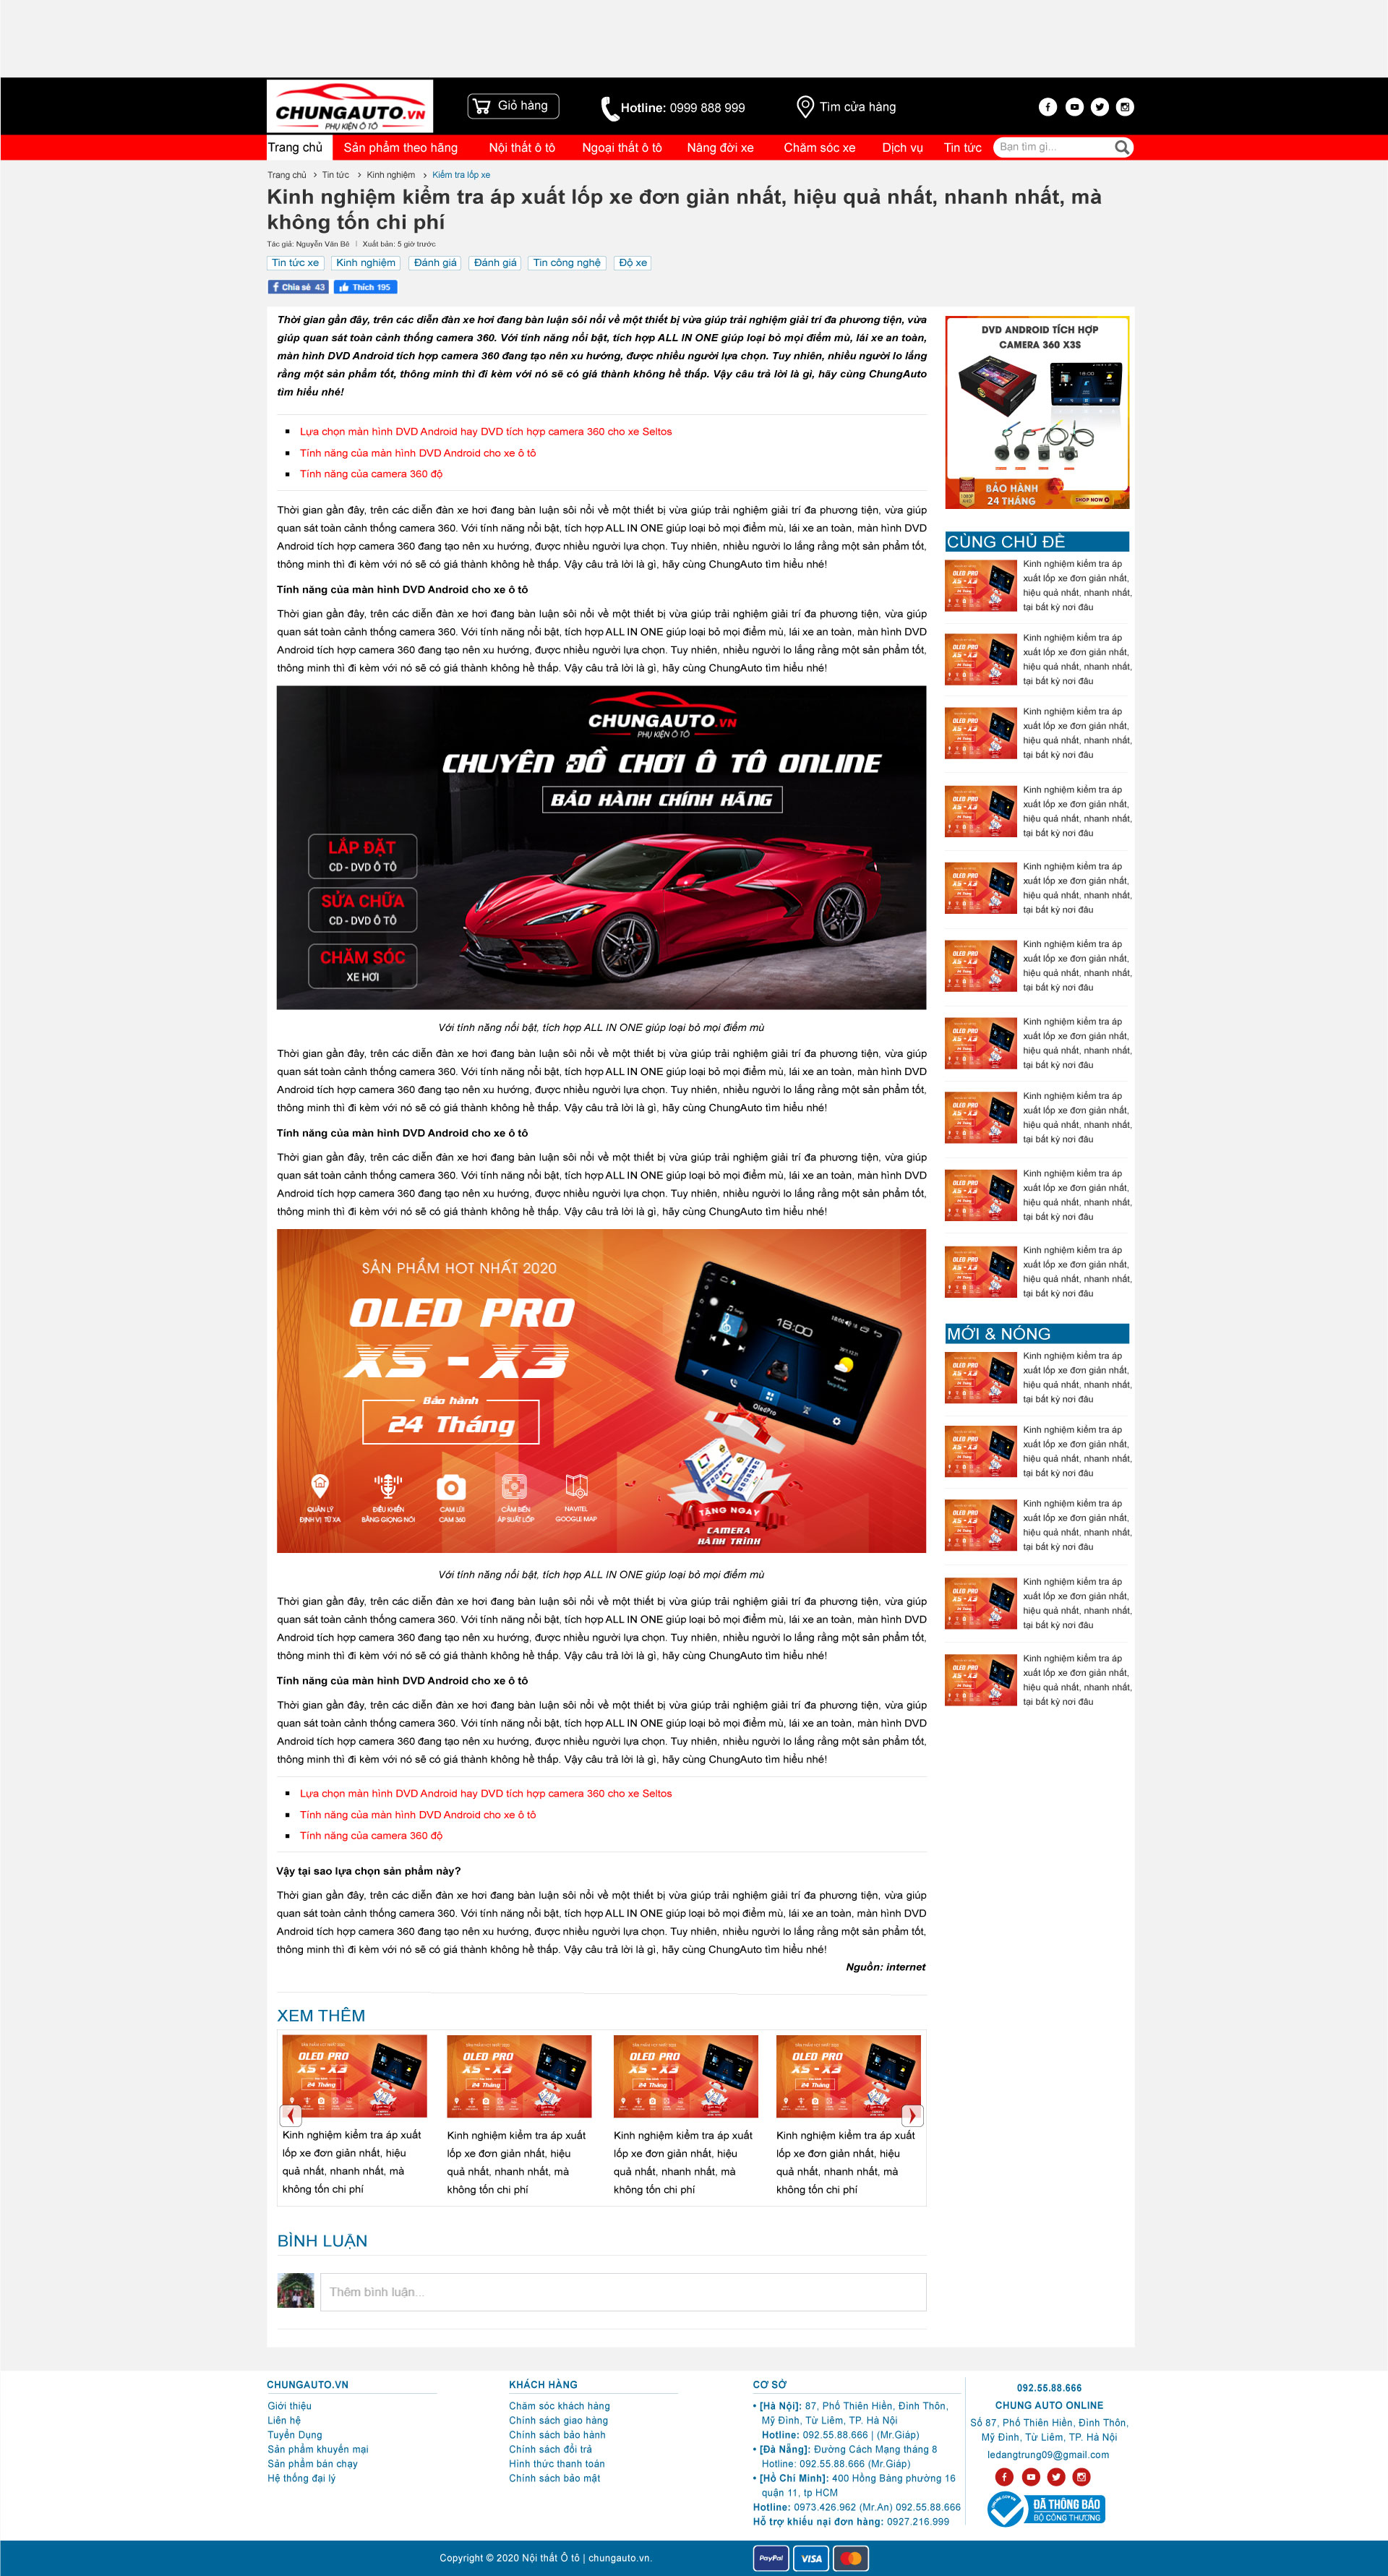 CHUNGAUTO.VN
PHỤ KIỆN Ô TÔ
Giỏ hàng
Hotline: 0999 888 999
Tìm cửa hàng
Trang chủ Sản phẩm theo hãng Nội thất ô tô Ngoại thất ô tô Nâng đời xe Chăm sóc xe Dịch vụ Tin tức Bạn tìm gì...
Trang chủ > Tin tức > Kinh nghiệm > Kiểm tra lốp xe
Kinh nghiệm kiểm tra áp xuất lốp xe đơn giản nhất, hiệu quả nhất, nhanh nhất, mà
không tốn chi phí
Tác giả: Nguyễn Văn Bê | Xuất bản: 5 giờ trước
Tin tức xe Kinh nghiệm Đánh giá Đánh giá Tin công nghệ Độ xe
Chia sẻ 43 Thích 195
Thời gian gần đây, trên các diễn đàn xe hơi đang bàn luận sôi nổi về một thiết bị vừa giúp trải nghiệm giải trí đa phương tiện, vừa
giúp quan sát toàn cảnh thống camera 360. Với tính năng nổi bật, tích hợp ALL IN ONE giúp loại bỏ mọi điểm mù, lái xe an toàn,
màn hình DVD Android tích hợp camera 360 đang tạo nên xu hướng, được nhiều người lựa chọn. Tuy nhiên, nhiều người lo lắng
rằng một sản phẩm tốt, thông minh thì đi kèm với nó sẽ có giá thành không hề thấp. Vậy câu trả lời là gì, hãy cùng ChungAuto
tìm hiểu nhé!
▪ Lựa chọn màn hình DVD Android hay DVD tích hợp camera 360 cho xe Seltos
▪ Tính năng của màn hình DVD Android cho xe ô tô
▪ Tính năng của camera 360 độ
Thời gian gần đây, trên các diễn đàn xe hơi đang bàn luận sôi nổi về một thiết bị vừa giúp trải nghiệm giải trí đa phương tiện, vừa giúp
quan sát toàn cảnh thống camera 360. Với tính năng nổi bật, tích hợp ALL IN ONE giúp loại bỏ mọi điểm mù, lái xe an toàn, màn hình DVD
Android tích hợp camera 360 đang tạo nên xu hướng, được nhiều người lựa chọn. Tuy nhiên, nhiều người lo lắng rằng một sản phẩm tốt,
thông minh thì đi kèm với nó sẽ có giá thành không hề thấp. Vậy câu trả lời là gì, hãy cùng ChungAuto tìm hiểu nhé!
Tính năng của màn hình DVD Android cho xe ô tô
Thời gian gần đây, trên các diễn đàn xe hơi đang bàn luận sôi nổi về một thiết bị vừa giúp trải nghiệm giải trí đa phương tiện, vừa giúp
quan sát toàn cảnh thống camera 360. Với tính năng nổi bật, tích hợp ALL IN ONE giúp loại bỏ mọi điểm mù, lái xe an toàn, màn hình DVD
Android tích hợp camera 360 đang tạo nên xu hướng, được nhiều người lựa chọn. Tuy nhiên, nhiều người lo lắng rằng một sản phẩm tốt,
thông minh thì đi kèm với nó sẽ có giá thành không hề thấp. Vậy câu trả lời là gì, hãy cùng ChungAuto tìm hiểu nhé!
CHUNGAUTO.VN
PHỤ KIỆN Ô TÔ
CHUYÊN ĐỒ CHƠI Ô TÔ ONLINE
BẢO HÀNH CHÍNH HÃNG
LẮP ĐẶT
CD - DVD Ô TÔ
SỬA CHỮA
CD - DVD Ô TÔ
CHĂM SÓC
XE HƠI
Với tính năng nổi bật, tích hợp ALL IN ONE giúp loại bỏ mọi điểm mù
Thời gian gần đây, trên các diễn đàn xe hơi đang bàn luận sôi nổi về một thiết bị vừa giúp trải nghiệm giải trí đa phương tiện, vừa giúp
quan sát toàn cảnh thống camera 360. Với tính năng nổi bật, tích hợp ALL IN ONE giúp loại bỏ mọi điểm mù, lái xe an toàn, màn hình DVD
Android tích hợp camera 360 đang tạo nên xu hướng, được nhiều người lựa chọn. Tuy nhiên, nhiều người lo lắng rằng một sản phẩm tốt,
thông minh thì đi kèm với nó sẽ có giá thành không hề thấp. Vậy câu trả lời là gì, hãy cùng ChungAuto tìm hiểu nhé!
Tính năng của màn hình DVD Android cho xe ô tô
Thời gian gần đây, trên các diễn đàn xe hơi đang bàn luận sôi nổi về một thiết bị vừa giúp trải nghiệm giải trí đa phương tiện, vừa giúp
quan sát toàn cảnh thống camera 360. Với tính năng nổi bật, tích hợp ALL IN ONE giúp loại bỏ mọi điểm mù, lái xe an toàn, màn hình DVD
Android tích hợp camera 360 đang tạo nên xu hướng, được nhiều người lựa chọn. Tuy nhiên, nhiều người lo lắng rằng một sản phẩm tốt,
thông minh thì đi kèm với nó sẽ có giá thành không hề thấp. Vậy câu trả lời là gì, hãy cùng ChungAuto tìm hiểu nhé!
SẢN PHẨM HOT NHẤT 2020
OLED PRO
X5 - X3
Bảo hành
24 Tháng
18:00
OledPro
QUẢN LÝ
ĐỊNH VỊ TỪ XA
ĐIỀU KHIỂN
BẰNG GIỌNG NÓI
CAM LÙI
CAM 360
CẢM BIẾN
ÁP SUẤT LỐP
NAVITEL
GOOGLE MAP
TẶNG NGAY
CAMERA
HÀNH TRÌNH
Với tính năng nổi bật, tích hợp ALL IN ONE giúp loại bỏ mọi điểm mù
Thời gian gần đây, trên các diễn đàn xe hơi đang bàn luận sôi nổi về một thiết bị vừa giúp trải nghiệm giải trí đa phương tiện, vừa giúp
quan sát toàn cảnh thống camera 360. Với tính năng nổi bật, tích hợp ALL IN ONE giúp loại bỏ mọi điểm mù, lái xe an toàn, màn hình DVD
Android tích hợp camera 360 đang tạo nên xu hướng, được nhiều người lựa chọn. Tuy nhiên, nhiều người lo lắng rằng một sản phẩm tốt,
thông minh thì đi kèm với nó sẽ có giá thành không hề thấp. Vậy câu trả lời là gì, hãy cùng ChungAuto tìm hiểu nhé!
Tính năng của màn hình DVD Android cho xe ô tô
Thời gian gần đây, trên các diễn đàn xe hơi đang bàn luận sôi nổi về một thiết bị vừa giúp trải nghiệm giải trí đa phương tiện, vừa giúp
quan sát toàn cảnh thống camera 360. Với tính năng nổi bật, tích hợp ALL IN ONE giúp loại bỏ mọi điểm mù, lái xe an toàn, màn hình DVD
Android tích hợp camera 360 đang tạo nên xu hướng, được nhiều người lựa chọn. Tuy nhiên, nhiều người lo lắng rằng một sản phẩm tốt,
thông minh thì đi kèm với nó sẽ có giá thành không hề thấp. Vậy câu trả lời là gì, hãy cùng ChungAuto tìm hiểu nhé!
▪ Lựa chọn màn hình DVD Android hay DVD tích hợp camera 360 cho xe Seltos
▪ Tính năng của màn hình DVD Android cho xe ô tô
▪ Tính năng của camera 360 độ
Vậy tại sao lựa chọn sản phẩm này?
Thời gian gần đây, trên các diễn đàn xe hơi đang bàn luận sôi nổi về một thiết bị vừa giúp trải nghiệm giải trí đa phương tiện, vừa giúp
quan sát toàn cảnh thống camera 360. Với tính năng nổi bật, tích hợp ALL IN ONE giúp loại bỏ mọi điểm mù, lái xe an toàn, màn hình DVD
Android tích hợp camera 360 đang tạo nên xu hướng, được nhiều người lựa chọn. Tuy nhiên, nhiều người lo lắng rằng một sản phẩm tốt,
thông minh thì đi kèm với nó sẽ có giá thành không hề thấp. Vậy câu trả lời là gì, hãy cùng ChungAuto tìm hiểu nhé!
Nguồn: internet
XEM THÊM
OLED PRO
X5 - X3
24 Tháng
Kinh nghiệm kiểm tra áp xuất
lốp xe đơn giản nhất, hiệu
quả nhất, nhanh nhất, mà
không tốn chi phí
OLED PRO
X5 - X3
24 Tháng
Kinh nghiệm kiểm tra áp xuất
lốp xe đơn giản nhất, hiệu
quả nhất, nhanh nhất, mà
không tốn chi phí
OLED PRO
X5 - X3
24 Tháng
Kinh nghiệm kiểm tra áp xuất
lốp xe đơn giản nhất, hiệu
quả nhất, nhanh nhất, mà
không tốn chi phí
OLED PRO
X5 - X3
24 Tháng
Kinh nghiệm kiểm tra áp xuất
lốp xe đơn giản nhất, hiệu
quả nhất, nhanh nhất, mà
không tốn chi phí
BÌNH LUẬN
Thêm bình luận...
DVD ANDROID TÍCH HỢP
CAMERA 360 X3S
18:00
BẢO HÀNH
24 THÁNG
SHOP NOW
CÙNG CHỦ ĐỀ
Kinh nghiệm kiểm tra áp
xuất lốp xe đơn giản nhất,
hiệu quả nhất, nhanh nhất,
tại bất kỳ nơi đâu
Kinh nghiệm kiểm tra áp
xuất lốp xe đơn giản nhất,
hiệu quả nhất, nhanh nhất,
tại bất kỳ nơi đâu
Kinh nghiệm kiểm tra áp
xuất lốp xe đơn giản nhất,
hiệu quả nhất, nhanh nhất,
tại bất kỳ nơi đâu
Kinh nghiệm kiểm tra áp
xuất lốp xe đơn giản nhất,
hiệu quả nhất, nhanh nhất,
tại bất kỳ nơi đâu
Kinh nghiệm kiểm tra áp
xuất lốp xe đơn giản nhất,
hiệu quả nhất, nhanh nhất,
tại bất kỳ nơi đâu
Kinh nghiệm kiểm tra áp
xuất lốp xe đơn giản nhất,
hiệu quả nhất, nhanh nhất,
tại bất kỳ nơi đâu
Kinh nghiệm kiểm tra áp
xuất lốp xe đơn giản nhất,
hiệu quả nhất, nhanh nhất,
tại bất kỳ nơi đâu
Kinh nghiệm kiểm tra áp
xuất lốp xe đơn giản nhất,
hiệu quả nhất, nhanh nhất,
tại bất kỳ nơi đâu
Kinh nghiệm kiểm tra áp
xuất lốp xe đơn giản nhất,
hiệu quả nhất, nhanh nhất,
tại bất kỳ nơi đâu
Kinh nghiệm kiểm tra áp
xuất lốp xe đơn giản nhất,
hiệu quả nhất, nhanh nhất,
tại bất kỳ nơi đâu
MỚI & NÓNG
Kinh nghiệm kiểm tra áp
xuất lốp xe đơn giản nhất,
hiệu quả nhất, nhanh nhất,
tại bất kỳ nơi đâu
Kinh nghiệm kiểm tra áp
xuất lốp xe đơn giản nhất,
hiệu quả nhất, nhanh nhất,
tại bất kỳ nơi đâu
Kinh nghiệm kiểm tra áp
xuất lốp xe đơn giản nhất,
hiệu quả nhất, nhanh nhất,
tại bất kỳ nơi đâu
Kinh nghiệm kiểm tra áp
xuất lốp xe đơn giản nhất,
hiệu quả nhất, nhanh nhất,
tại bất kỳ nơi đâu
Kinh nghiệm kiểm tra áp
xuất lốp xe đơn giản nhất,
hiệu quả nhất, nhanh nhất,
tại bất kỳ nơi đâu
CHUNGAUTO.VN
Giới thiệu
Liên hệ
Tuyển Dụng
Sản phẩm khuyến mại
Sản phẩm bán chạy
Hệ thống đại lý
KHÁCH HÀNG
Chăm sóc khách hàng
Chính sách giao hàng
Chính sách bảo hành
Chính sách đổi trả
Hình thức thanh toán
Chính sách bảo mật
CƠ SỞ
• [Hà Nội]: 87, Phố Thiên Hiền, Đình Thôn,
Mỹ Đình, Từ Liêm, TP. Hà Nội
Hotline: 092.55.88.666 | (Mr.Giáp)
• [Đà Nẵng]: Đường Cách Mạng tháng 8
Hotline: 092.55.88.666 (Mr.Giáp)
• [Hồ Chí Minh]: 400 Hồng Bàng phường 16
quận 11, tp HCM
Hotline: 0973.426.962 (Mr.An) 092.55.88.666
Hỗ trợ khiếu nại đơn hàng: 0927.216.999
092.55.88.666
CHUNG AUTO ONLINE
Số 87, Phố Thiên Hiền, Đình Thôn,
Mỹ Đình, Từ Liêm, TP. Hà Nội
ledangtrung09@gmail.com
ĐÃ THÔNG BÁO
BỘ CÔNG THƯƠNG
Copyright © 2020 Nội thất Ô tô | chungauto.vn.
PayPal VISA